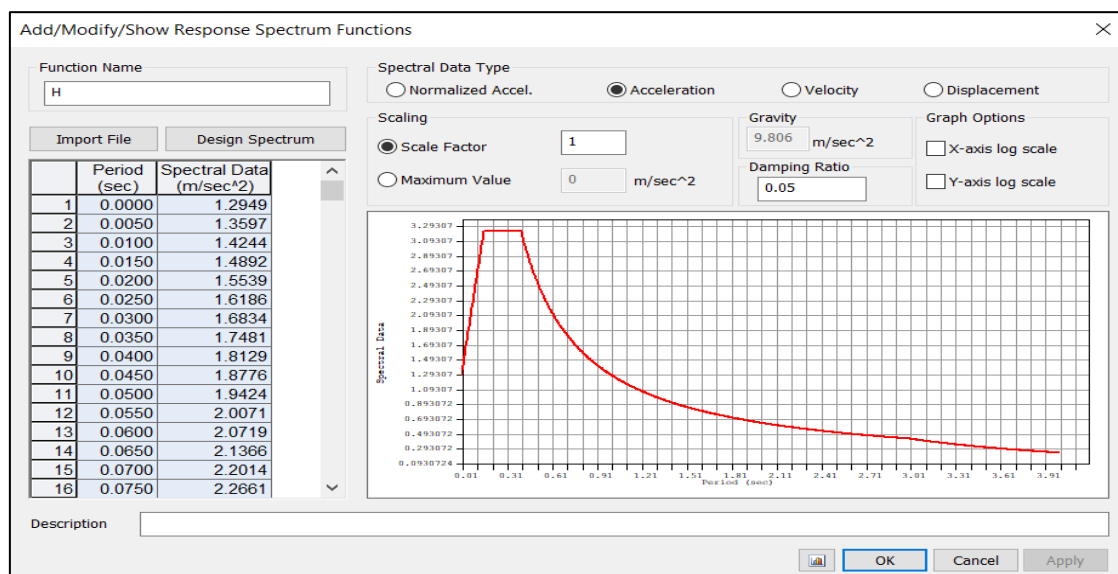 Add/Modify/Show Response Spectrum Functions
Function Name
H
Import File
Design Spectrum
Period (sec) Spectral Data (m/sec^2)
1 0.0000 1.2949
2 0.0050 1.3597
3 0.0100 1.4244
4 0.0150 1.4892
5 0.0200 1.5539
6 0.0250 1.6186
7 0.0300 1.6834
8 0.0350 1.7481
9 0.0400 1.8129
10 0.0450 1.8776
11 0.0500 1.9424
12 0.0550 2.0071
13 0.0600 2.0719
14 0.0650 2.1366
15 0.0700 2.2014
16 0.0750 2.2661
Spectral Data Type
Normalized Accel. Acceleration Velocity Displacement
Scaling
Scale Factor 1
Maximum Value 0 m/sec^2
Gravity
9.806 m/sec^2
Damping Ratio
0.05
Graph Options
X-axis log scale
Y-axis log scale
Spectral Data
3.29307
3.09307
2.89307
2.69307
2.49307
2.29307
2.09307
1.89307
1.69307
1.49307
1.29307
1.09307
0.893072
0.693072
0.493072
0.293072
0.0930724
0.01 0.31 0.61 0.91 1.21 1.51 1.81 2.11 2.41 2.71 3.01 3.31 3.61 3.91
Period (sec)
Description
OK Cancel Apply